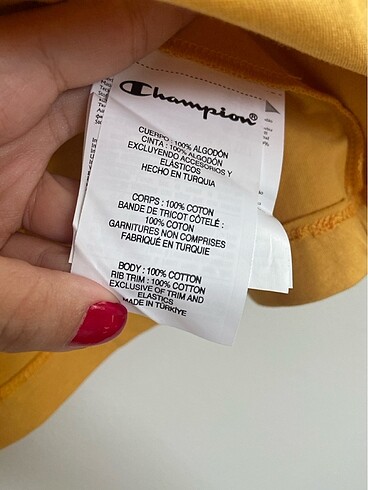 Champion®
CUERPO : 100% ALGODÓN
CINTA : 100% ALGODÓN
EXCLUYENDO ACCESORIOS Y
ELÁSTICOS
HECHO EN TURQUIA
CORPS : 100% COTON
BANDE DE TRICOT CÔTELÉ :
100% COTON
GARNITURES NON COMPRISES
FABRIQUÉ EN TURQUIE
BODY : 100% COTTON
RIB TRIM : 100% COTTON
EXCLUSIVE OF TRIM AND
ELASTICS
MADE IN TÜRKİYE